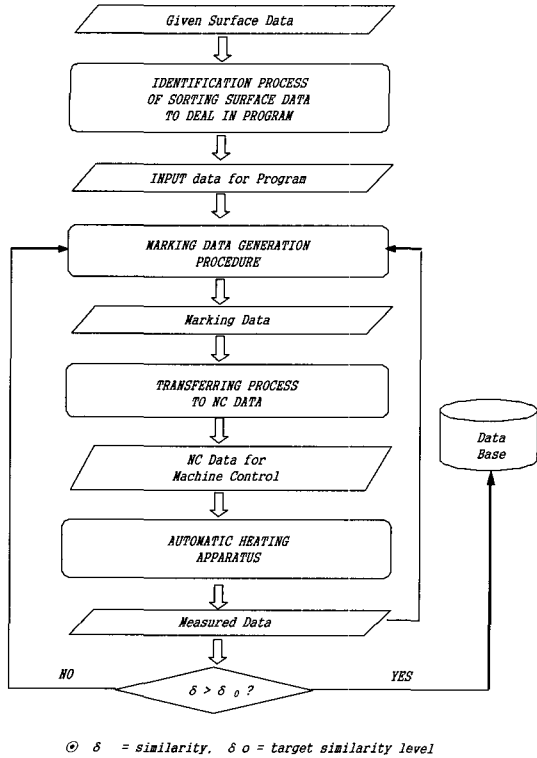 Given Surface Data
IDENTIFICATION PROCESS
OF SORTING SURFACE DATA
TO DEAL IN PROGRAM
INPUT data for Program
MARKING DATA GENERATION
PROCEDURE
Marking Data
TRANSFERRING PROCESS
TO NC DATA
Data
Base
NC Data for
Machine Control
AUTOMATIC HEATING
APPARATUS
Measured Data
NO
δ > δ ₀ ?
YES
⊙ δ = similarity, δ o = target similarity level